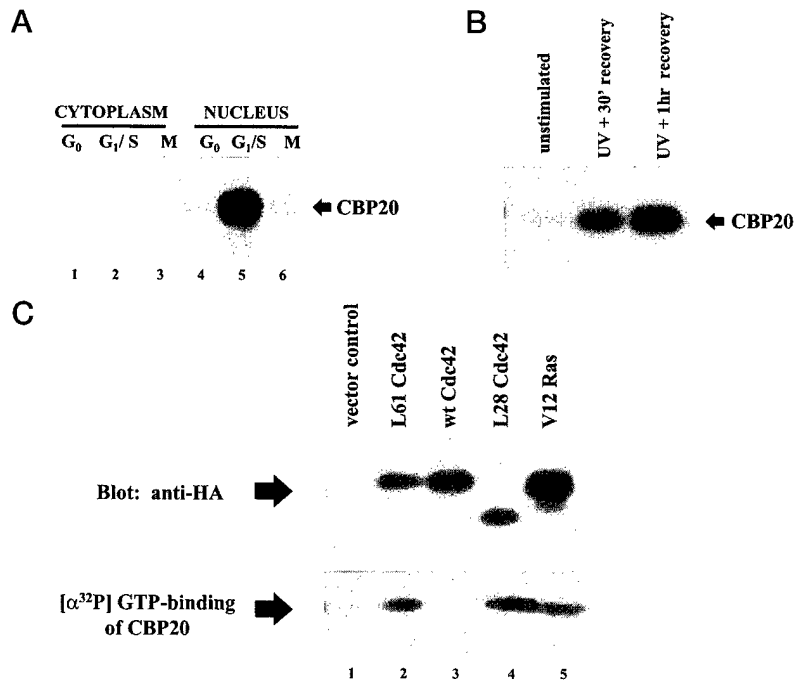 A
CYTOPLASM NUCLEUS
G₀ G₁/ S M G₀ G₁/S M
CBP20
1 2 3 4 5 6
B
unstimulated
UV + 30' recovery
UV + 1hr recovery
CBP20
C
vector control
L61 Cdc42
wt Cdc42
L28 Cdc42
V12 Ras
Blot: anti-HA
[α³²P] GTP-binding
of CBP20
1 2 3 4 5